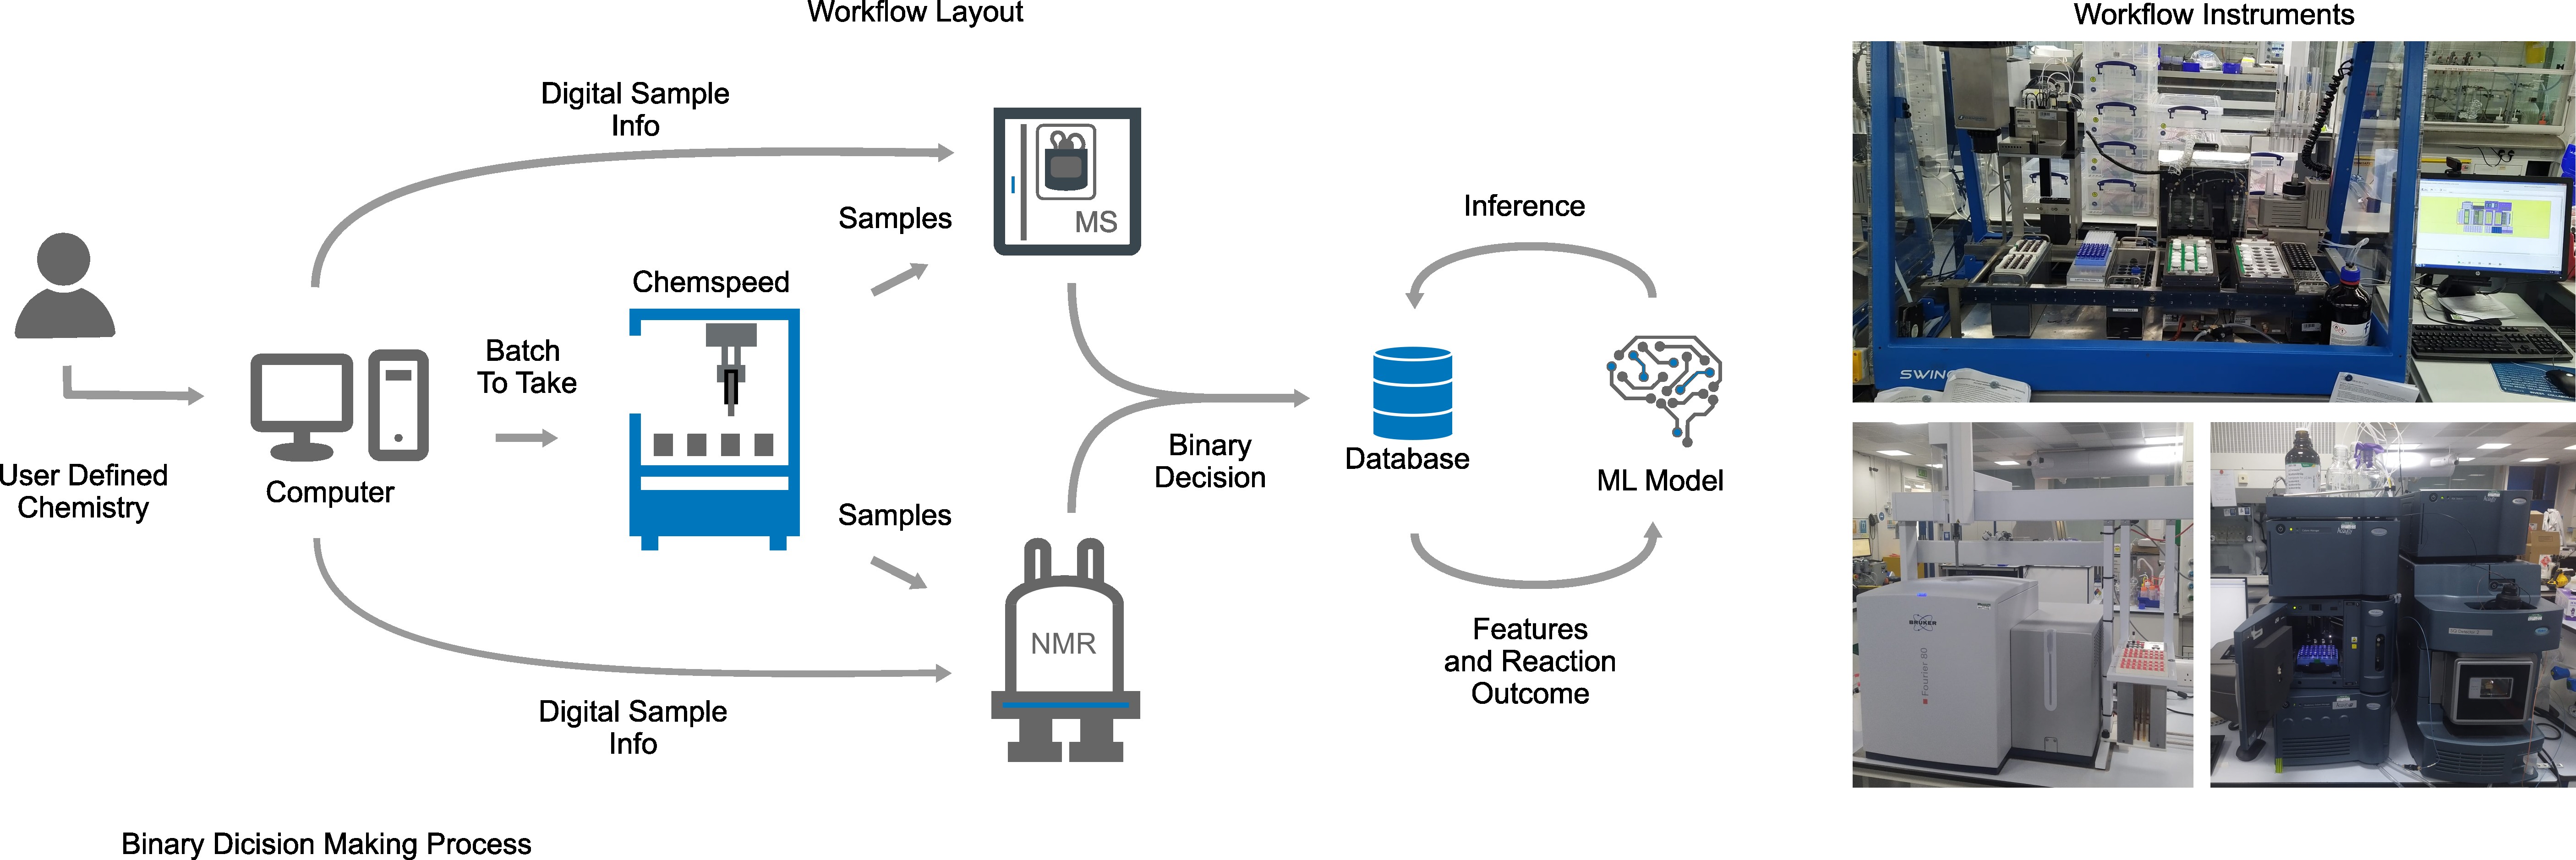 Workflow Layout
Workflow Instruments
Digital Sample
Info
MS
Samples
Inference
Chemspeed
Batch
To Take
User Defined
Chemistry
Computer
Samples
Binary
Decision
Database
ML Model
NMR
Features
and Reaction
Outcome
Digital Sample
Info
SWING
BRUKER
Fourier 80
Binary Dicision Making Process